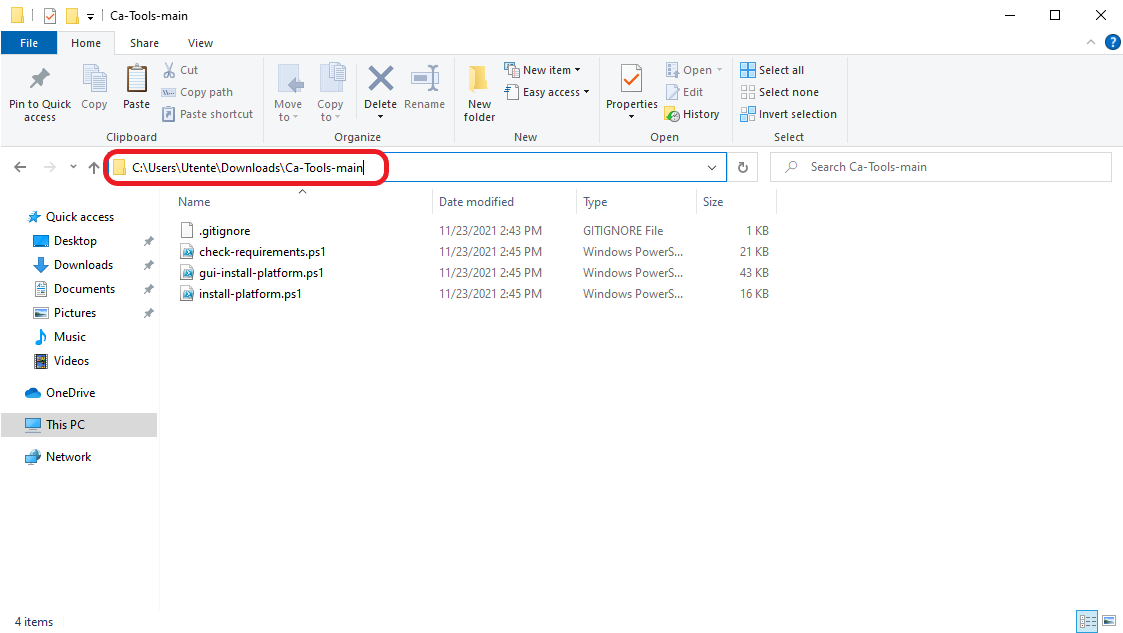 Ca-Tools-main
File Home Share View
Pin to Quick access
Copy
Paste
Cut
Copy path
Paste shortcut
Clipboard
Move to
Copy to
Delete
Rename
Organize
New folder
New item
Easy access
New
Properties
Open
Edit
History
Open
Select all
Select none
Invert selection
Select
C:\Users\Utente\Downloads\Ca-Tools-main
Search Ca-Tools-main
Quick access
Desktop
Downloads
Documents
Pictures
Music
Videos
OneDrive
This PC
Network
Name Date modified Type Size
.gitignore 11/23/2021 2:43 PM GITIGNORE File 1 KB
check-requirements.ps1 11/23/2021 2:45 PM Windows PowerS... 21 KB
gui-install-platform.ps1 11/23/2021 2:45 PM Windows PowerS... 43 KB
install-platform.ps1 11/23/2021 2:45 PM Windows PowerS... 16 KB
4 items